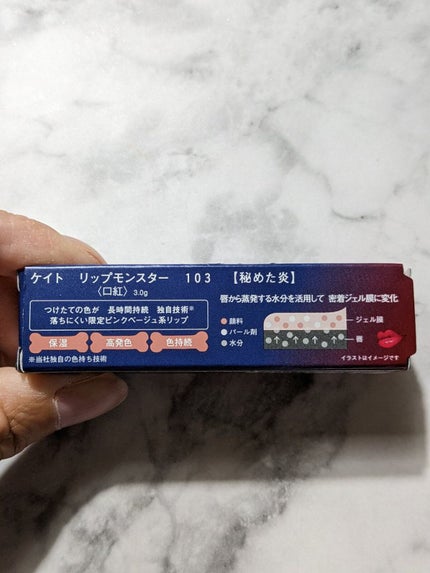 ケイト　リップモンスター　103　【秘めた炎】
〈口紅〉3.0g
つけたての色が　長時間持続　独自技術※
落ちにくい限定ピンクベージュ系リップ
保湿　高発色　色持続
※当社独自の色持ち技術
唇から蒸発する水分を活用して 密着ジェル膜に変化
顔料
パール剤
水分
ジェル膜
唇
イラストはイメージです